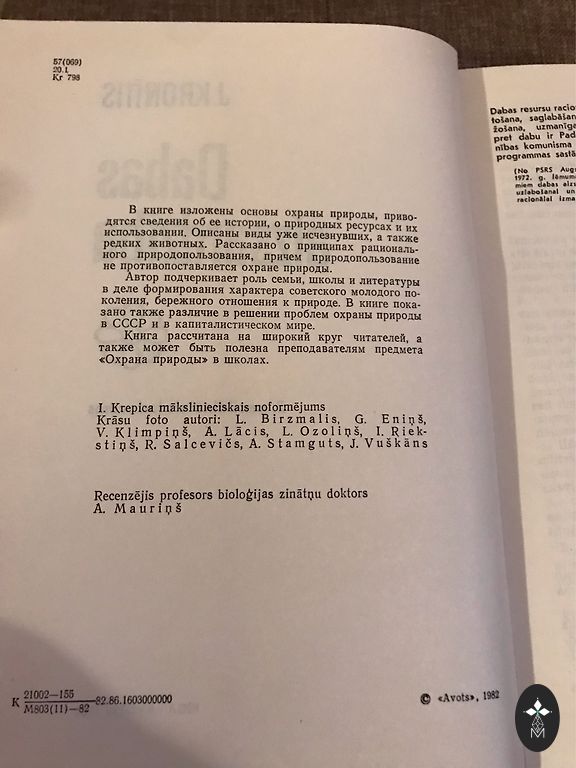 57(069)
20.1
Kr 798
В книге изложены основы охраны природы, приво-
дятся сведения об ее истории, о природных ресурсах и их
использовании. Описаны виды уже исчезнувших, а также
редких животных. Рассказано о принципах рациональ-
ного природопользования, причем природопользование
не противопоставляется охране природы.
Автор подчеркивает роль семьи, школы и литературы
в деле формирования характера советского молодого по-
коления, бережного отношения к природе. В книге пока-
зано также различие в решении проблем охраны природы
в СССР и в капиталистическом мире.
Книга рассчитана на широкий круг читателей, а
также может быть полезна преподавателям предмета
«Охрана природы» в школах.
I. Krepica mākslinieciskais noformējums
Krāsu foto autori: L. Birzmalis, G. Eniņš,
V. Klimpiņš, A. Lācis, L. Ozoliņš, I. Riek-
stiņš, R. Salcevičs, A. Stamguts, J. Vuškāns
Recenzējis profesors bioloģijas zinātņu doktors
A. Mauriņš
K 21002—155
M803(11)—82 82.86.1603000000
© «Avots», 1982
Dabas resursu racio
tošana, saglabāšan
žošana, uzmanīga
pret dabu ir Pad
nības komunisma
programmas sastā
(No PSRS Aug
1972. g. lēmum
miem dabas aiz
uzlabošanai un
racionālai izma
J. KRONĪTIS
Dabas
M